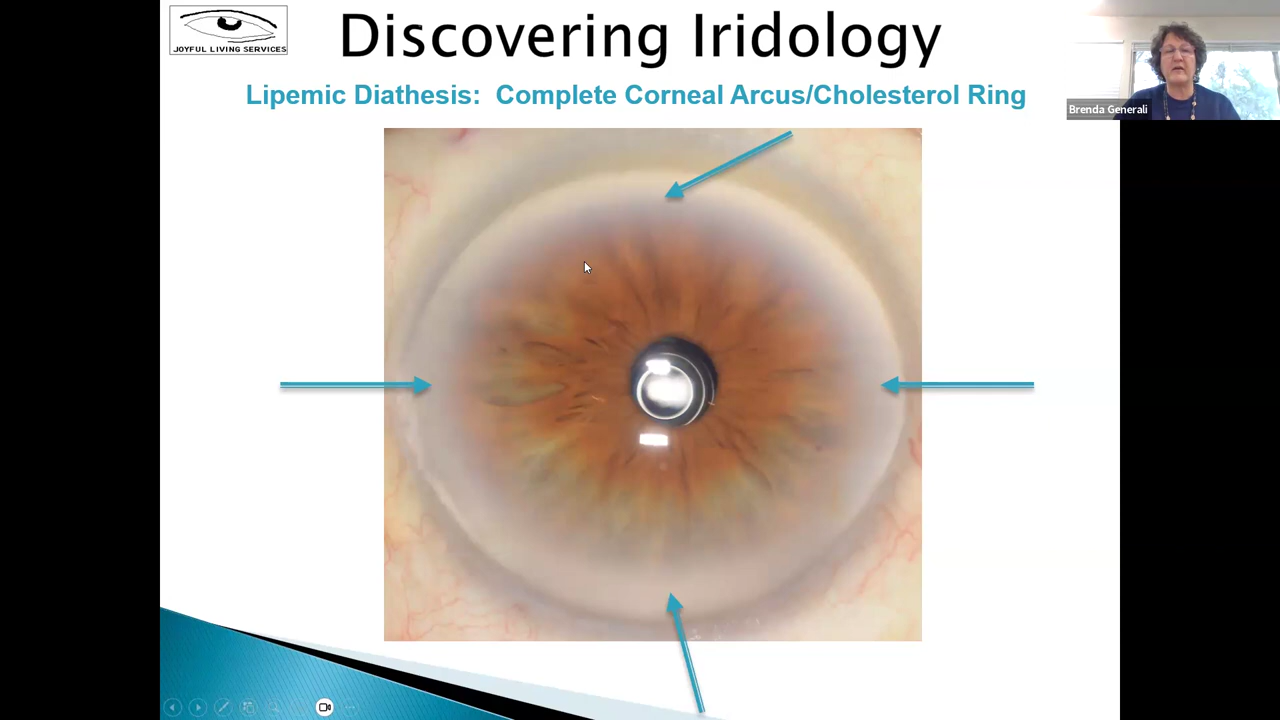 JOYFUL LIVING SERVICES
Discovering Iridology
Lipemic Diathesis:  Complete Corneal Arcus/Cholesterol Ring
Brenda Generali